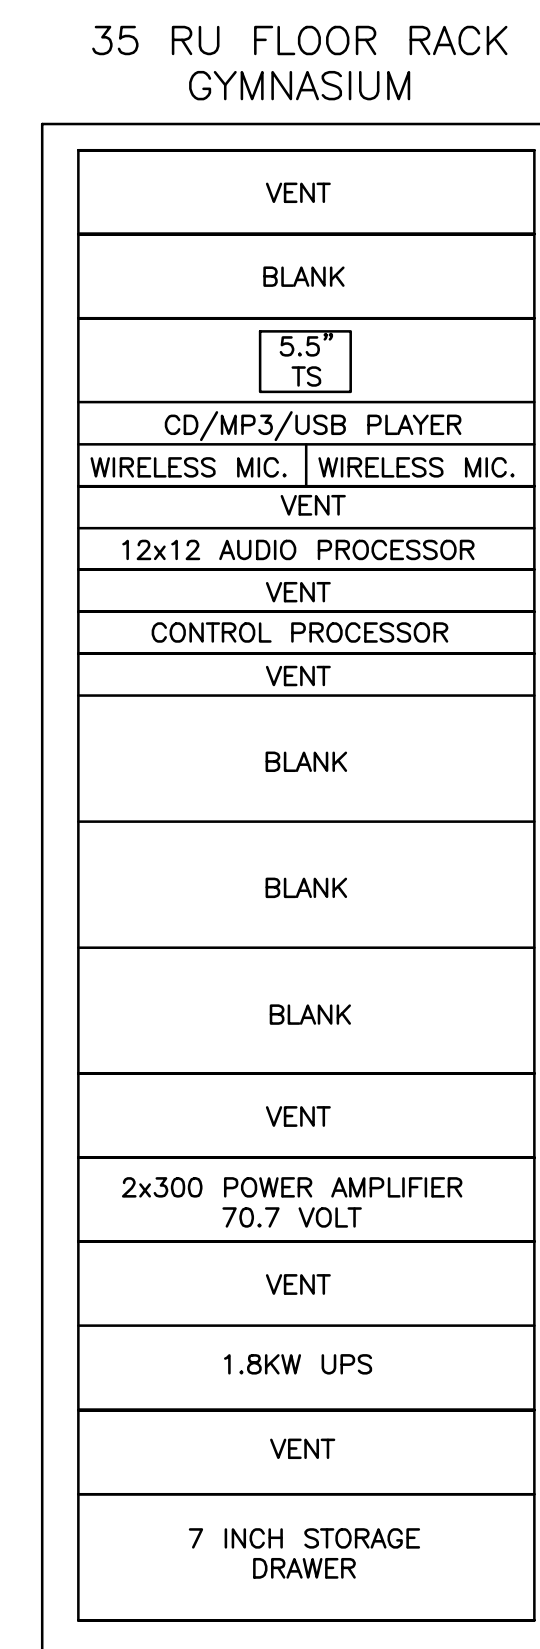 35 RU FLOOR RACK
GYMNASIUM
VENT
BLANK
5.5”
TS
CD/MP3/USB PLAYER
WIRELESS MIC. WIRELESS MIC.
VENT
12x12 AUDIO PROCESSOR
VENT
CONTROL PROCESSOR
VENT
BLANK
BLANK
BLANK
VENT
2x300 POWER AMPLIFIER
70.7 VOLT
VENT
1.8KW UPS
VENT
7 INCH STORAGE
DRAWER